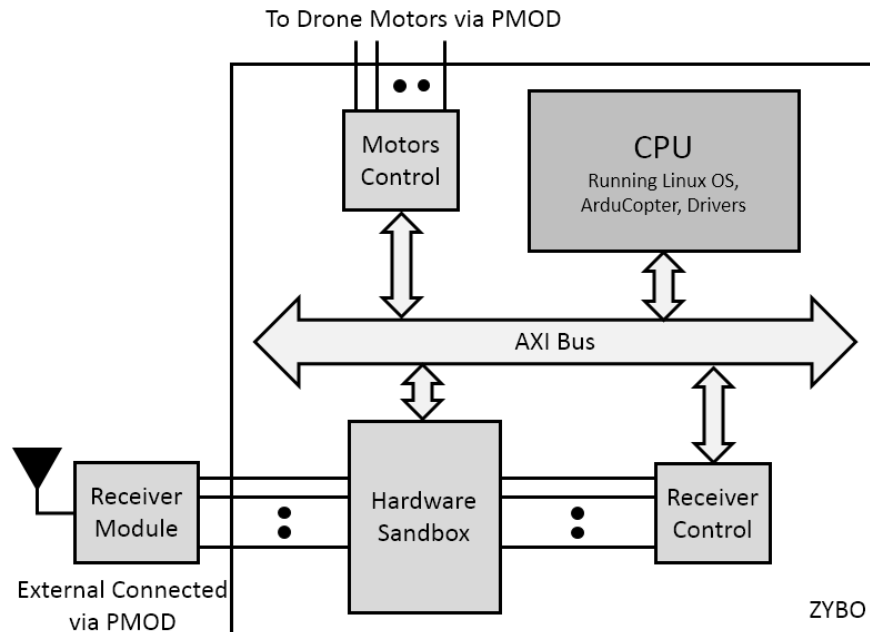 To Drone Motors via PMOD
Motors
Control
CPU
Running Linux OS,
ArduCopter, Drivers
AXI Bus
Receiver
Module
Hardware
Sandbox
Receiver
Control
External Connected
via PMOD
ZYBO